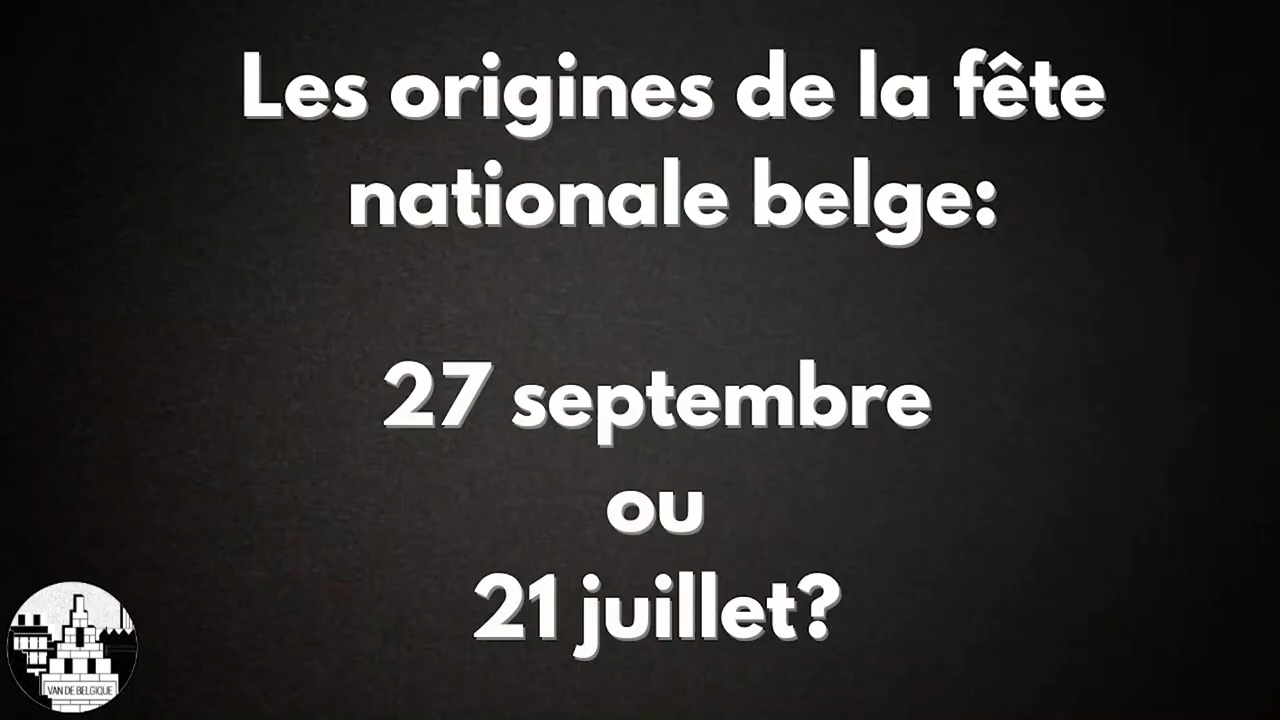 Les origines de la fête
nationale belge:
27 septembre
ou
21 juillet?
VAN DE BELGIQUE